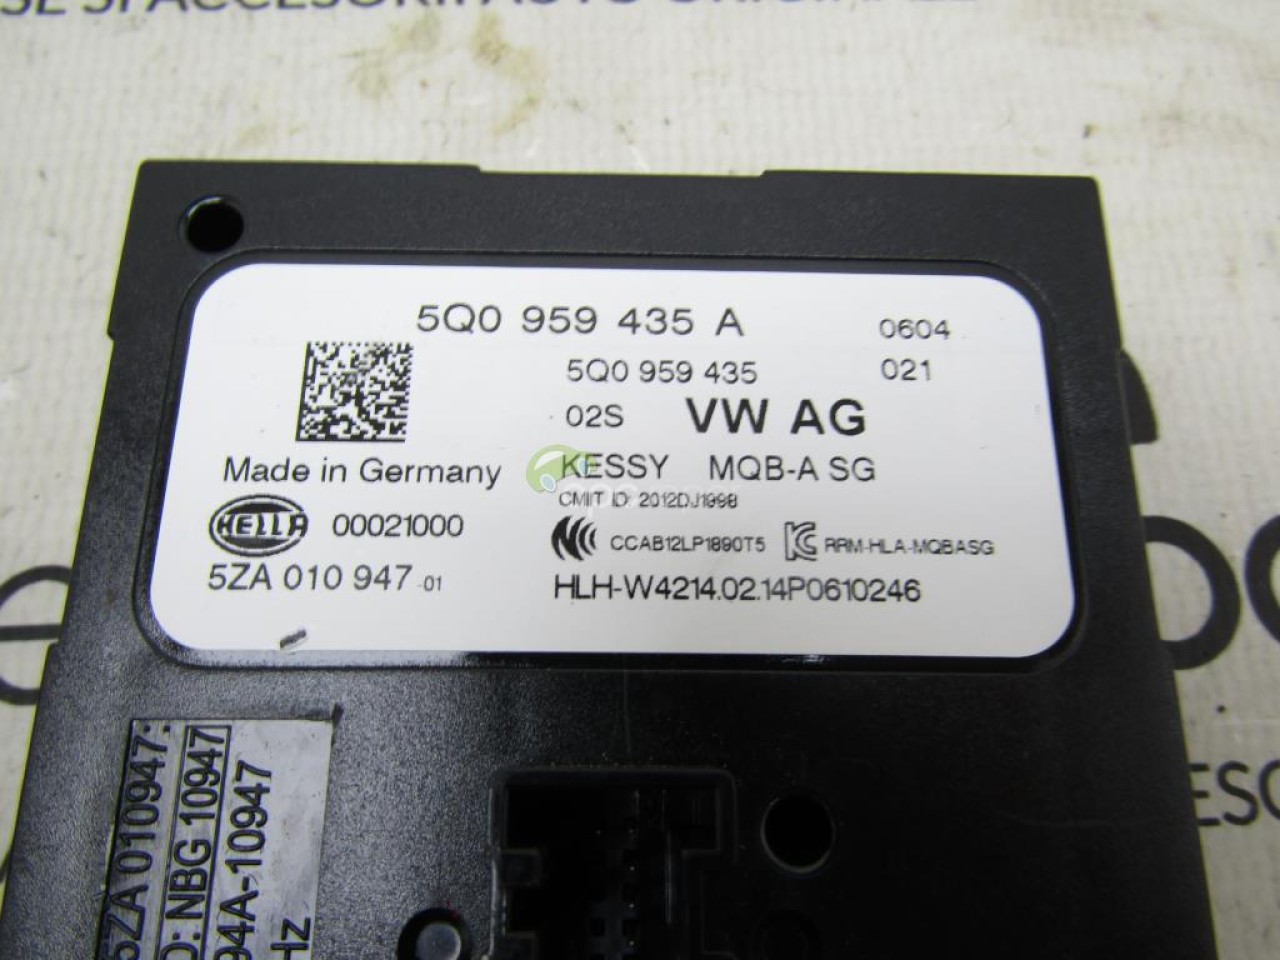 5Q0 959 435 A 0604
5Q0 959 435 021
02S VW AG
Made in Germany KESSY MQB-A SG
CMIIT ID: 2012DJ1998
HELLA 00021000 CCAB12LP1890T5 RRM-HLA-MQBASG
5ZA 010 947 -01 HLH-W4214.02.14P0610246
5ZA 010947:
D: NBG 10947
94A-10947
Hz